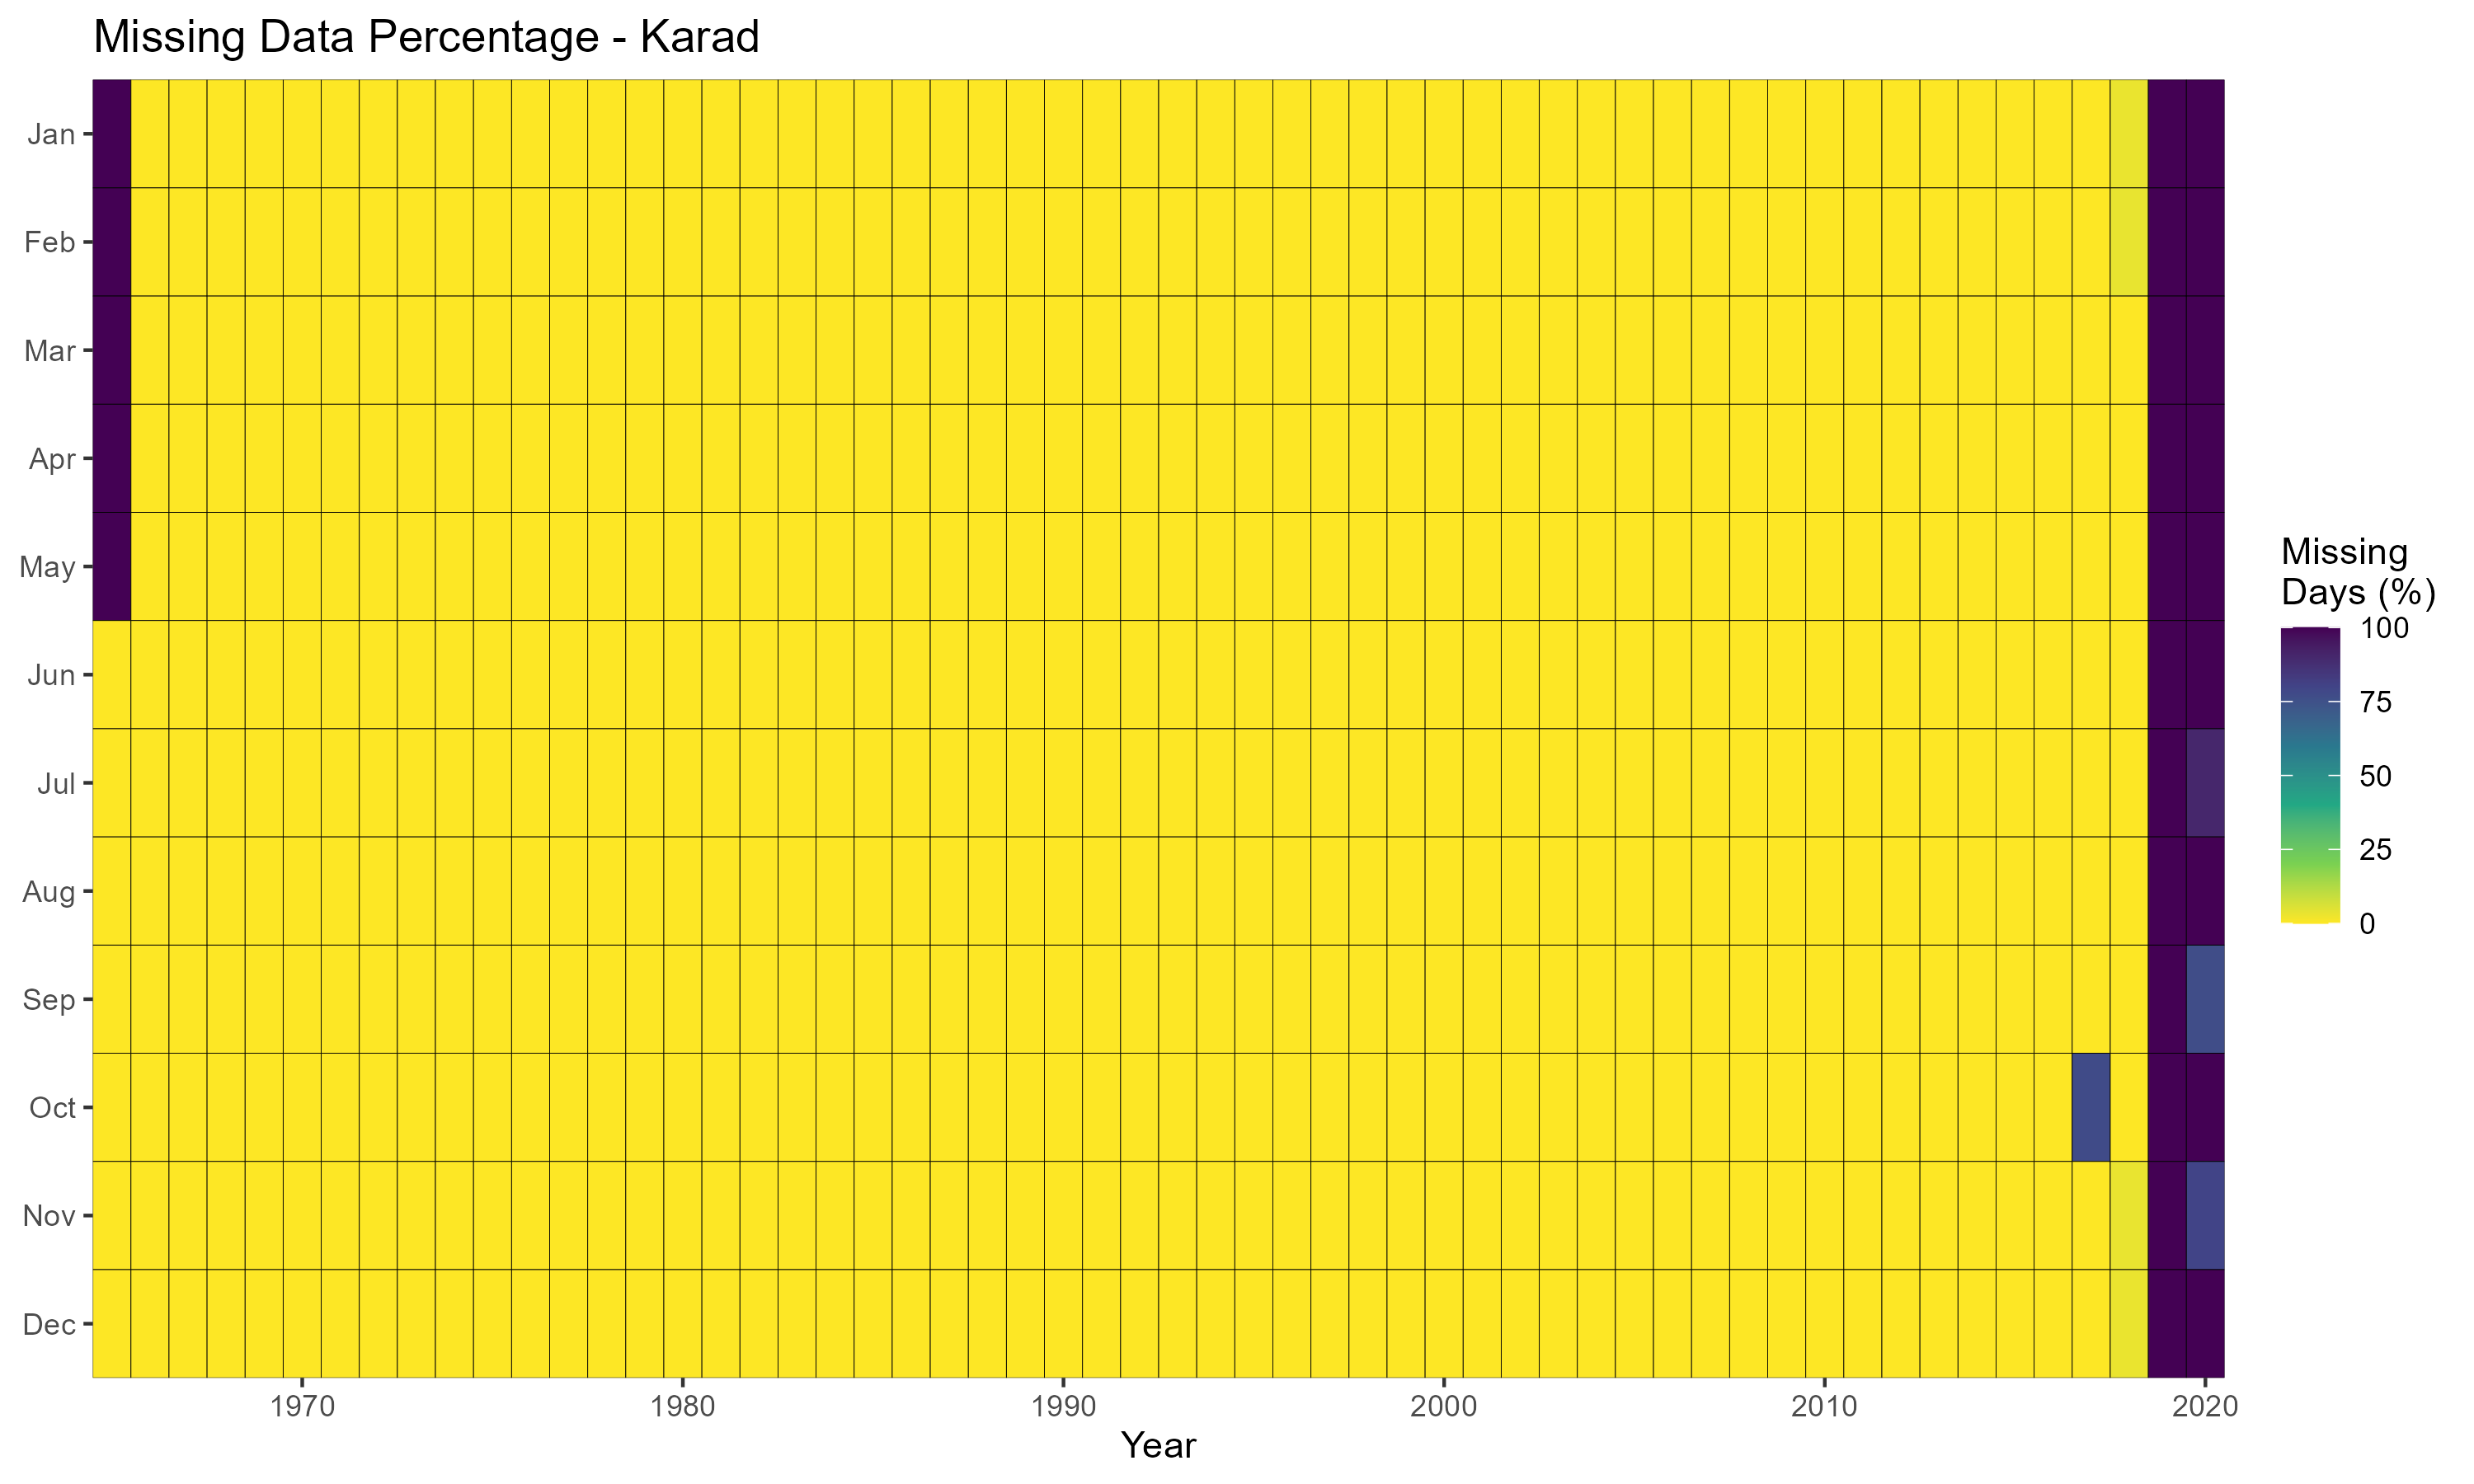 Missing Data Percentage - Karad
Jan
Feb
Mar
Apr
May
Jun
Jul
Aug
Sep
Oct
Nov
Dec
1970
1980
1990
2000
2010
2020
Year
Missing
Days (%)
100
75
50
25
0